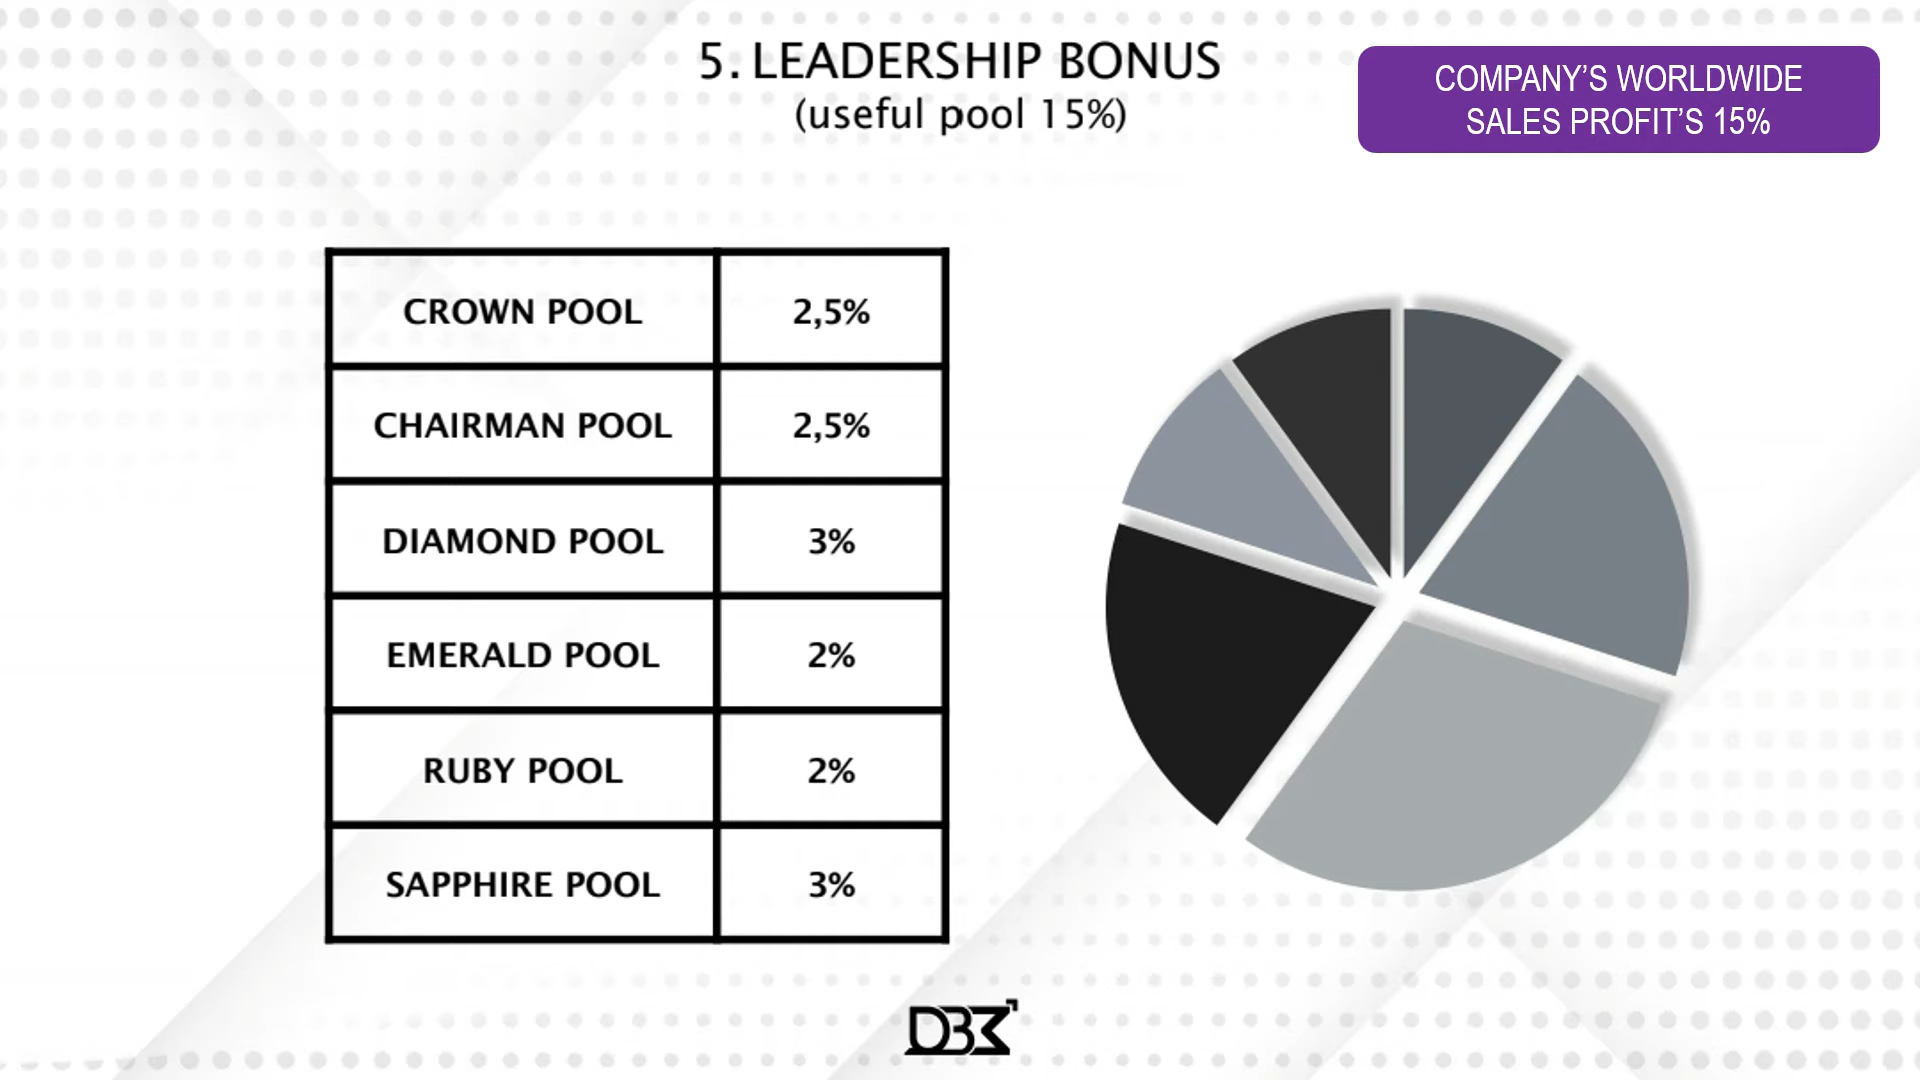 5. LEADERSHIP BONUS
(useful pool 15%)
COMPANY’S WORLDWIDE
SALES PROFIT’S 15%
CROWN POOL 2,5%
CHAIRMAN POOL 2,5%
DIAMOND POOL 3%
EMERALD POOL 2%
RUBY POOL 2%
SAPPHIRE POOL 3%